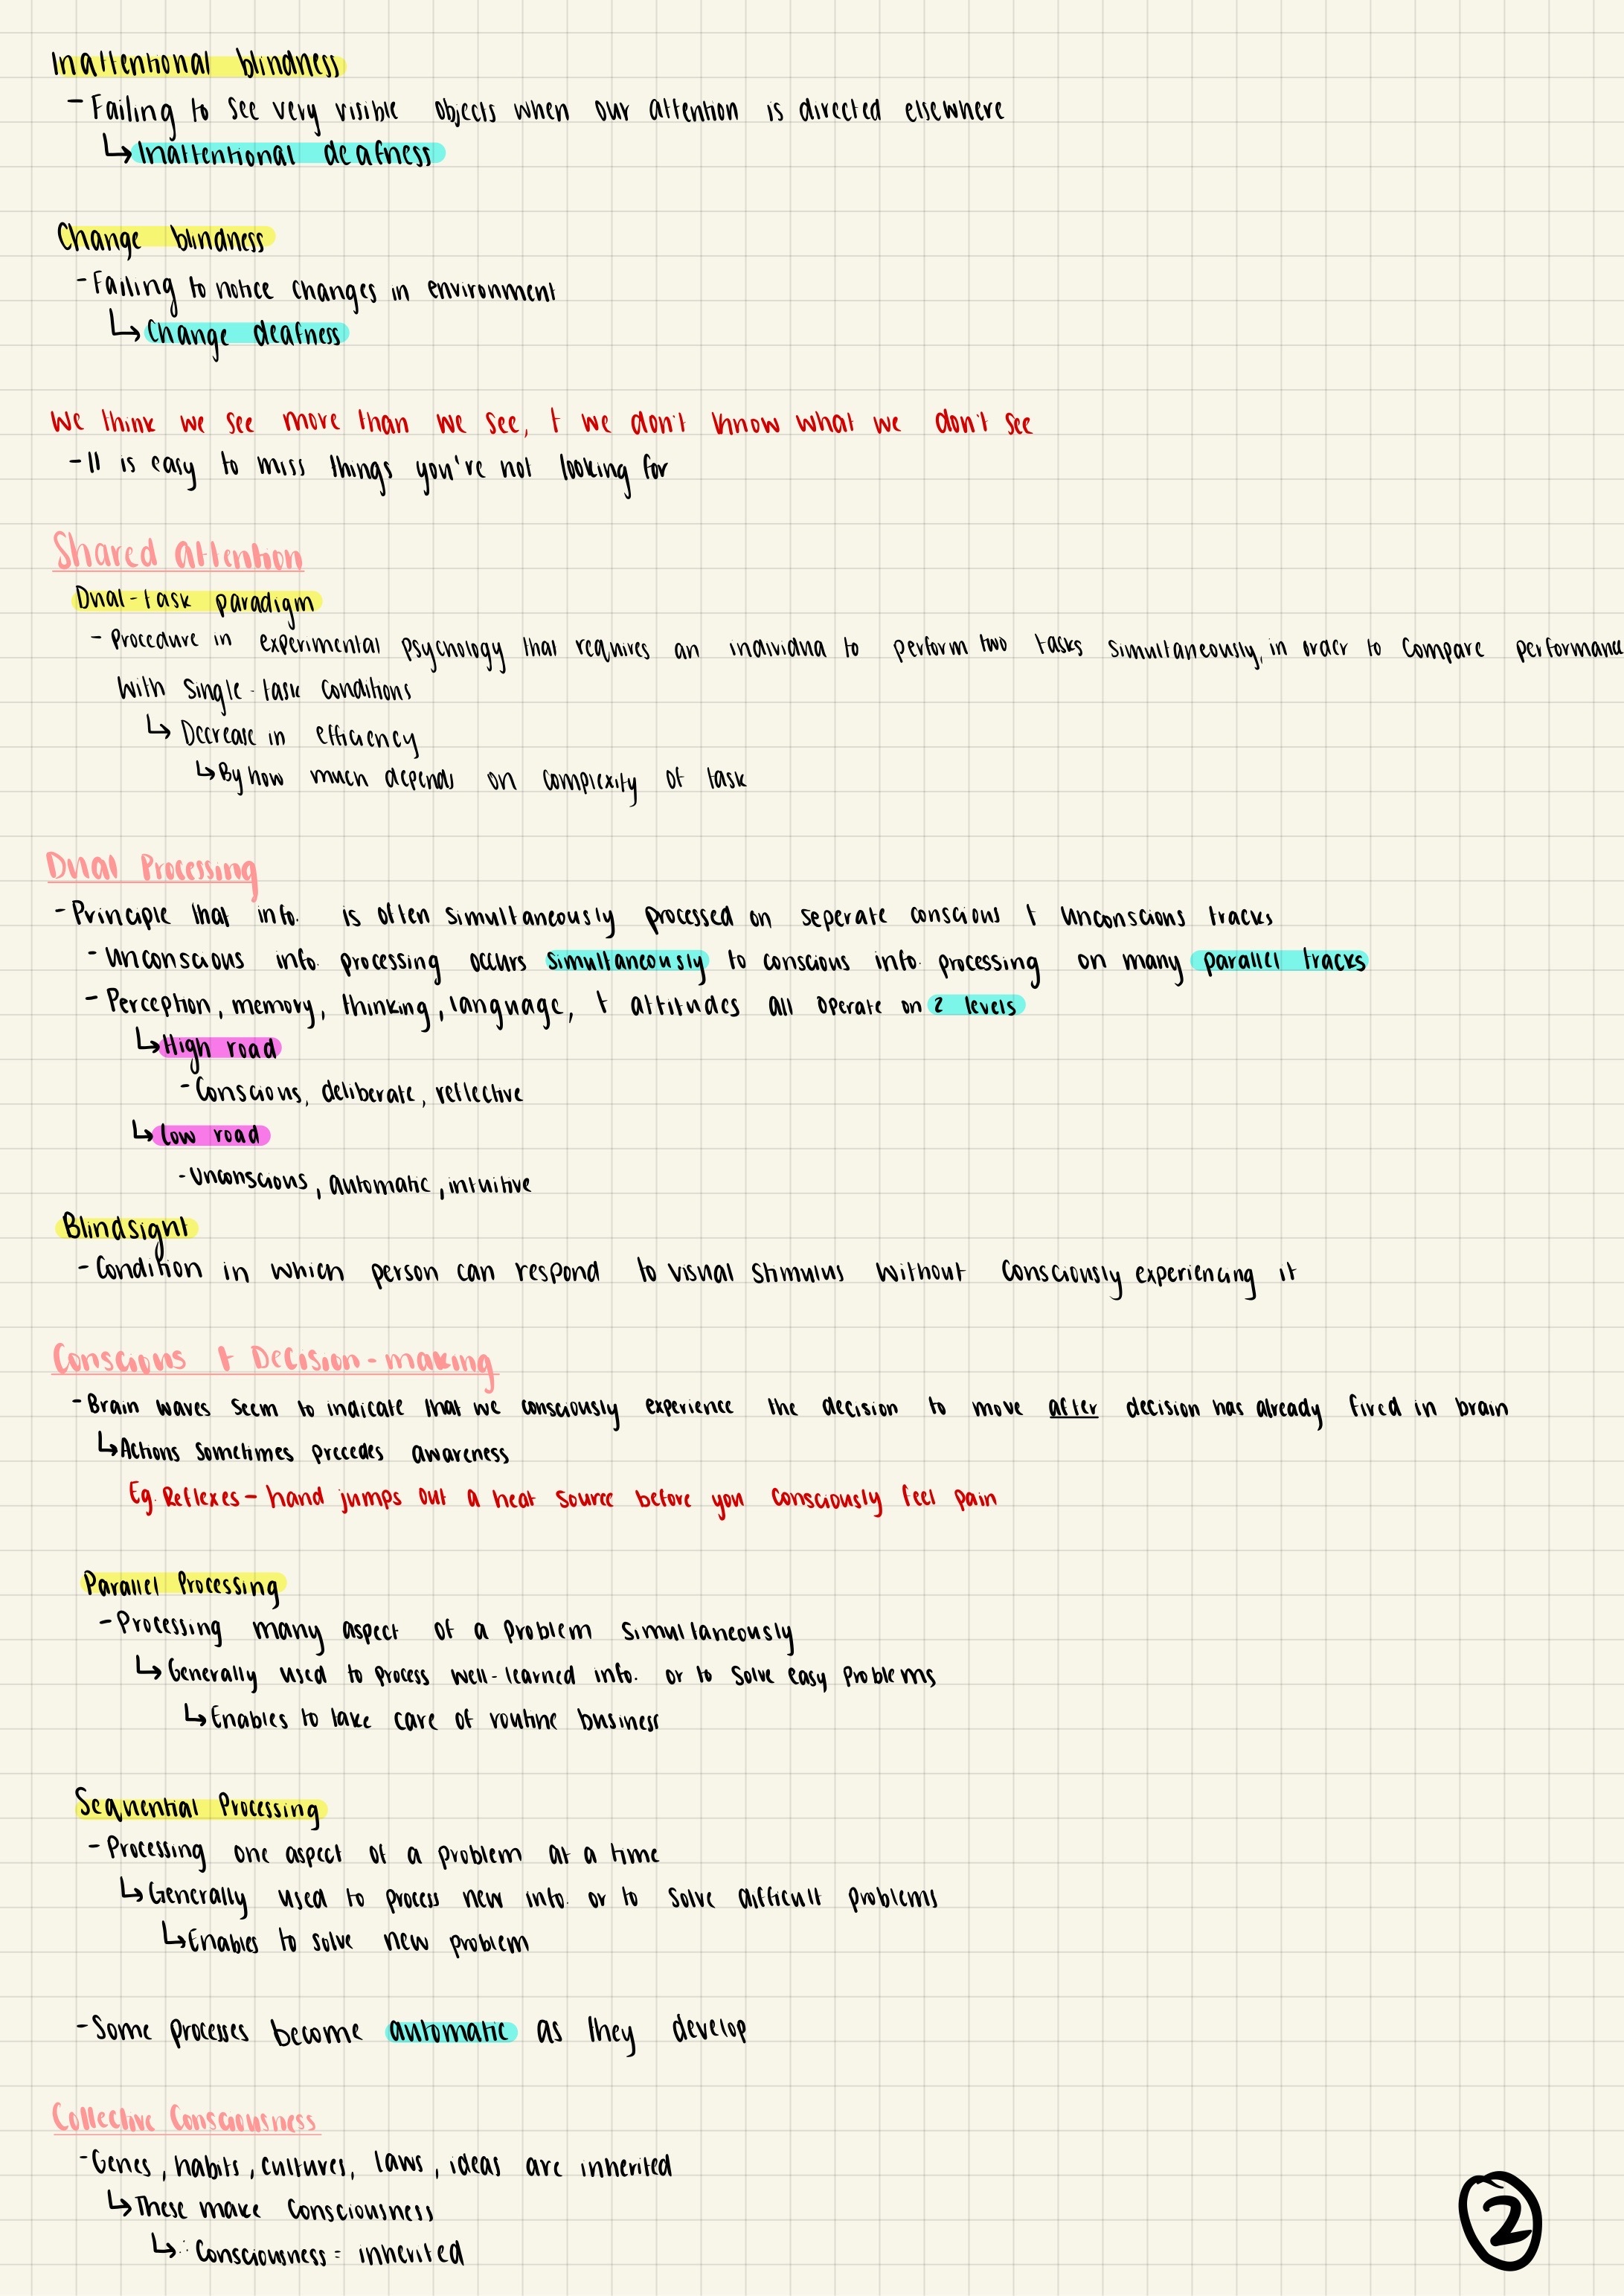 Inattentional blindness
- Failing to see very visible objects when our attention is directed elsewhere
↳ Inattentional deafness
Change blindness
- Failing to notice changes in environment
↳ Change deafness
We think we see more than we see, + we don't know what we don't see
- It is easy to miss things you're not looking for
Shared Attention
Dual-task paradigm
- Procedure in experimental psychology that requires an individua to perform two tasks simultaneously, in order to compare performance
with single-task conditions
↳ Decrease in efficiency
↳ By how much depends on complexity of task
Dual Processing
- Principle that info. is often simultaneously processed on seperate conscious + unconscious tracks
- Unconscious info. processing occurs simultaneously to conscious info. processing on many parallel tracks
- Perception, memory, thinking, language, + attitudes all operate on 2 levels
↳ High road
- Conscious, deliberate, reflective
↳ Low road
- Unconscious, automatic, intuitive
Blindsight
- Condition in which person can respond to visual stimulus without consciously experiencing it
Conscious + Decision-making
- Brain waves seem to indicate that we consciously experience the decision to move after decision has already fired in brain
↳ Actions sometimes precedes awareness
Eg. Reflexes - hand jumps out a heat source before you consciously feel pain
Parallel Processing
- Processing many aspect of a problem simultaneously
↳ Generally used to process well-learned info. or to solve easy problems
↳ Enables to take care of routine business
Sequential Processing
- Processing one aspect of a problem at a time
↳ Generally used to process new info. or to solve difficult problems
↳ Enables to solve new problem
- Some processes become automatic as they develop
Collective Consciousness
- Genes, habits, cultures, laws, ideas are inherited
↳ These make consciousness
↳ ∴ Consciousness = inherited
2